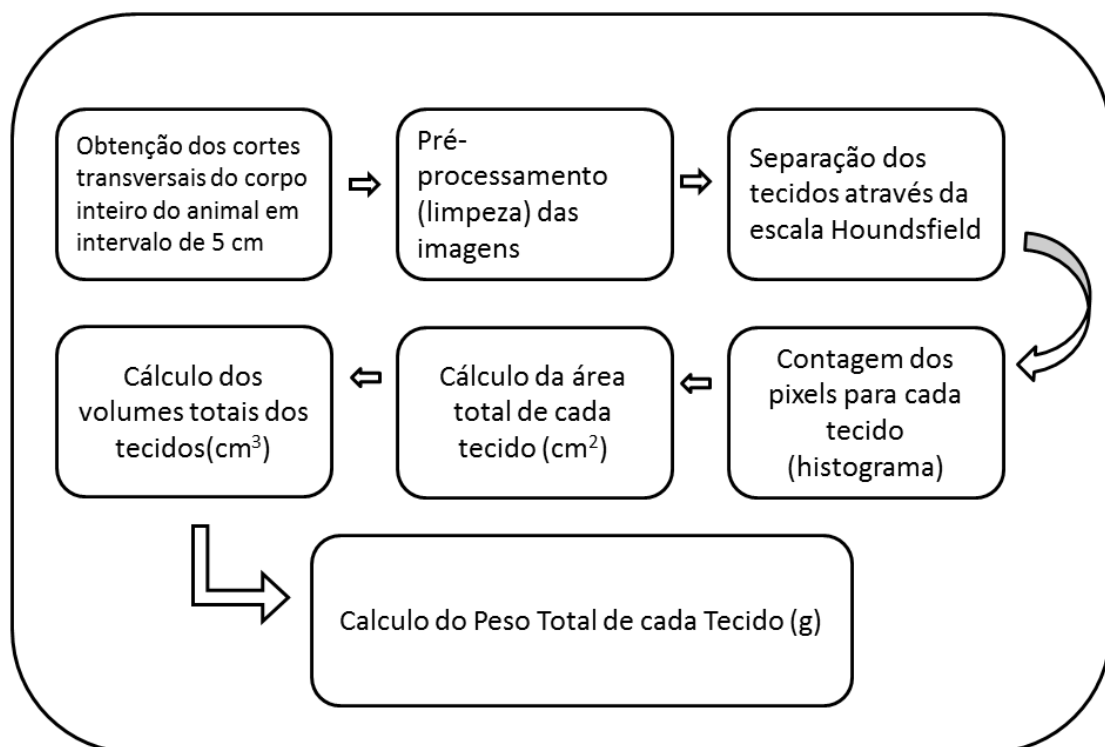 Obtenção dos cortes
transversais do corpo
inteiro do animal em
intervalo de 5 cm
Pré-
processamento
(limpeza) das
imagens
Separação dos
tecidos através da
escala Houndsfield
Contagem dos
pixels para cada
tecido
(histograma)
Cálculo da área
total de cada
tecido (cm²)
Cálculo dos
volumes totais dos
tecidos(cm³)
Calculo do Peso Total de cada Tecido (g)